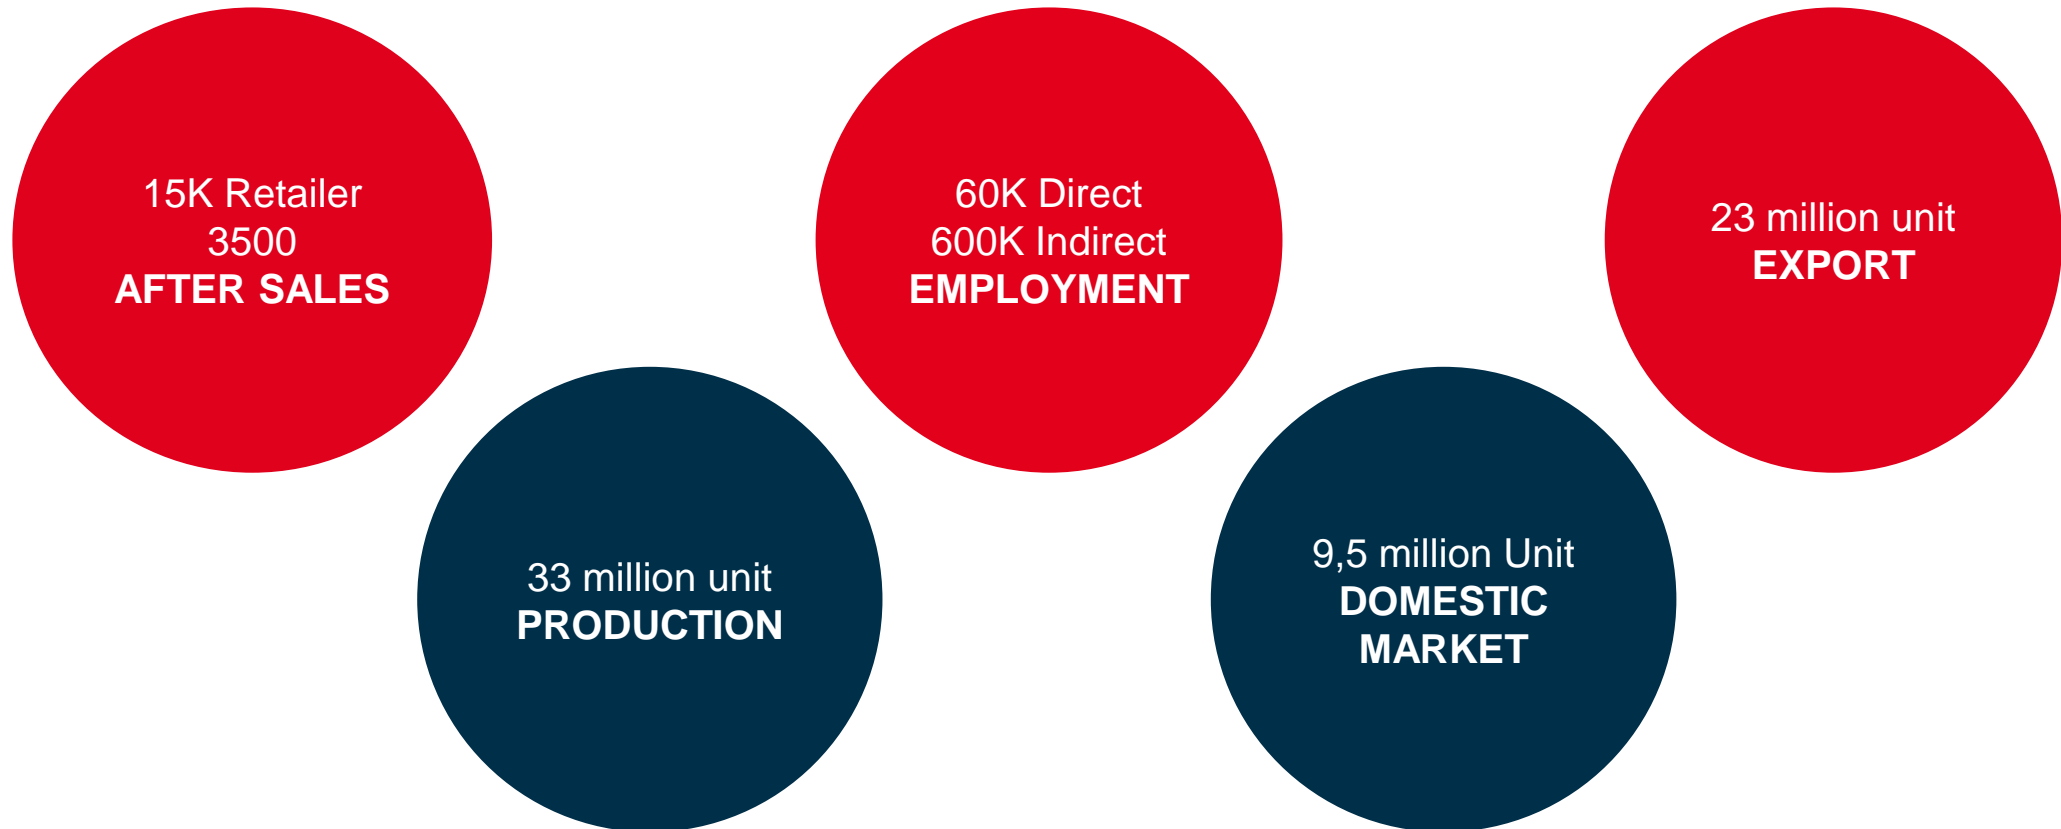 15K Retailer
3500
AFTER SALES
33 million unit
PRODUCTION
60K Direct
600K Indirect
EMPLOYMENT
9,5 million Unit
DOMESTIC
MARKET
23 million unit
EXPORT